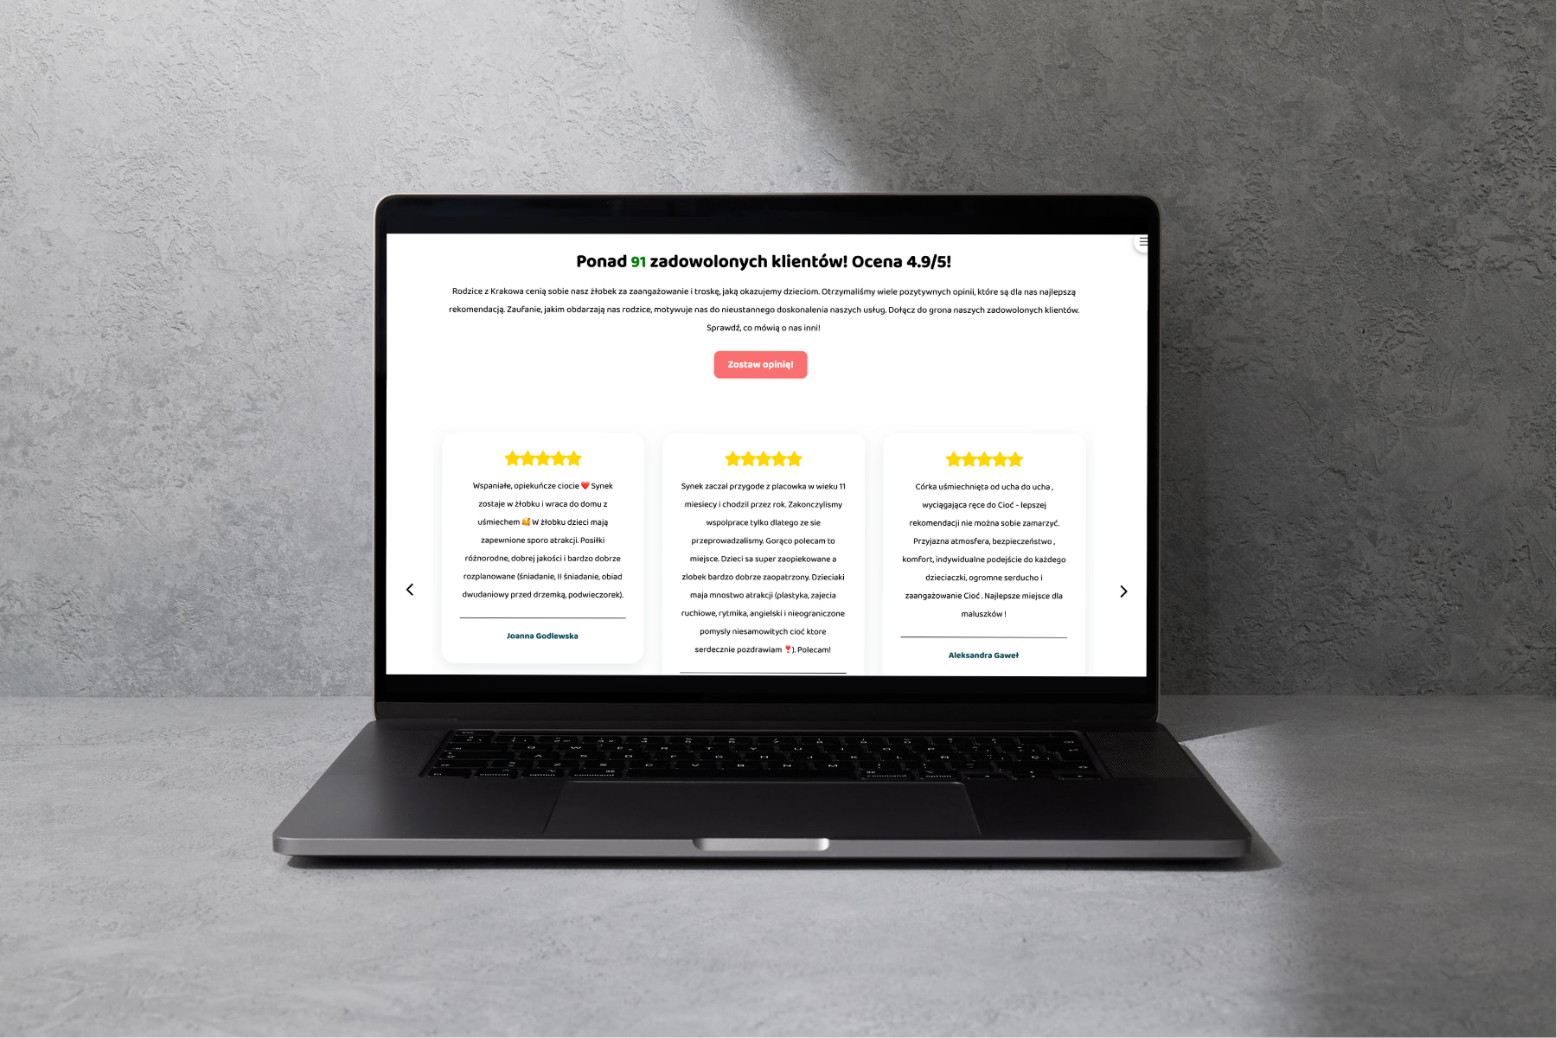 Ponad 91 zadowolonych klientów! Ocena 4.9/5!
Rodzice z Krakowa cenią sobie nasz żłobek za zaangażowanie i troskę, jaką okazujemy dzieciom. Otrzymaliśmy wiele pozytywnych opinii, które są dla nas najlepszą
rekomendacją. Zaufanie, jakim obdarzają nas rodzice, motywuje nas do nieustannego doskonalenia naszych usług. Dołącz do grona naszych zadowolonych klientów.
Sprawdź, co mówią o nas inni!
Zostaw opinię!
Wspaniałe, opiekuńcze ciocie ❤️ Synek
zostaje w żłobku i wraca do domu z
uśmiechem 🥰 W żłobku dzieci mają
zapewnione sporo atrakcji. Posiłki
różnorodne, dobrej jakości i bardzo dobrze
rozplanowane (śniadanie, II śniadanie, obiad
dwudaniowy przed drzemką, podwieczorek).
Joanna Godlewska
Synek zaczal przygode z placowka w wieku 11
miesiecy i chodzil przez rok. Zakonczylismy
wspolprace tylko dlatego ze sie
przeprowadzalismy. Gorąco polecam to
miejsce. Dzieci sa super zaopiekowane a
zlobek bardzo dobrze zaopatrzony. Dzieciaki
maja mnostwo atrakcji (plastyka, zajecia
ruchiowe, rytmika, angielski i nieograniczone
pomysly niesamowitych cioć ktore
serdecznie pozdrawiam ❣️). Polecam!
Córka uśmiechnięta od ucha do ucha ,
wyciągająca ręce do Cioć - lepszej
rekomendacji nie można sobie zamarzyć.
Przyjazna atmosfera, bezpieczeństwo ,
komfort, indywidualne podejście do każdego
dzieciaczki, ogromne serducho i
zaangażowanie Cioć . Najlepsze miejsce dla
maluszków !
Aleksandra Gaweł